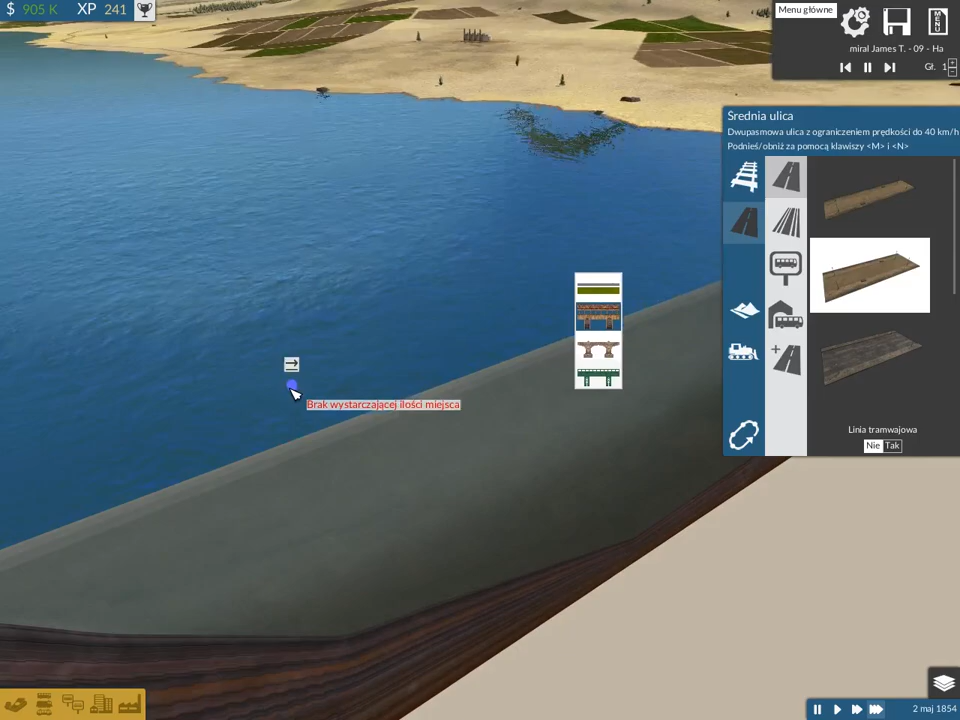 $ 905 K XP 241
Menu główne
miral James T. - 09 - Ha
Gł. 1 + -
Srednia ulica
Dwupasmowa ulica z ograniczeniem prędkości do 40 km/h
Podnieś/obniż za pomocą klawiszy <M> i <N>
MENU
Brak wystarczającej ilości miejsca
Linia tramwajowa
Nie Tak
2 maj 1854